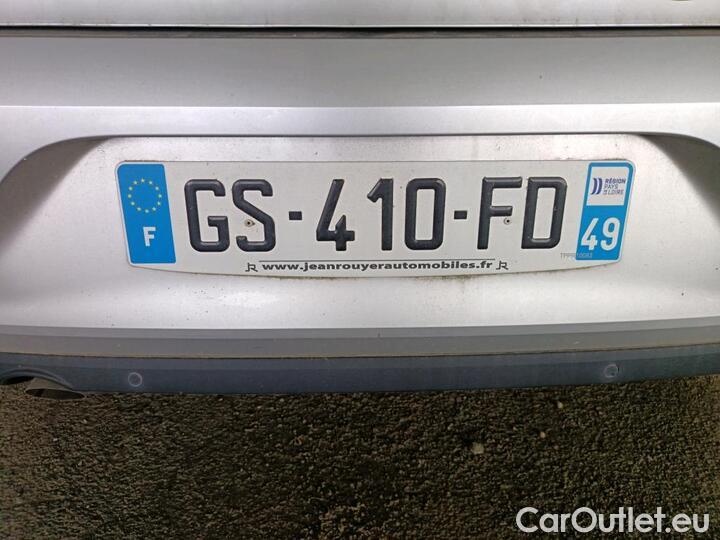 F GS-410-FD 49
RÉGION
PAYS
DE LA LOIRE
www.jeanrouyerautomobiles.fr
CarOutlet.eu